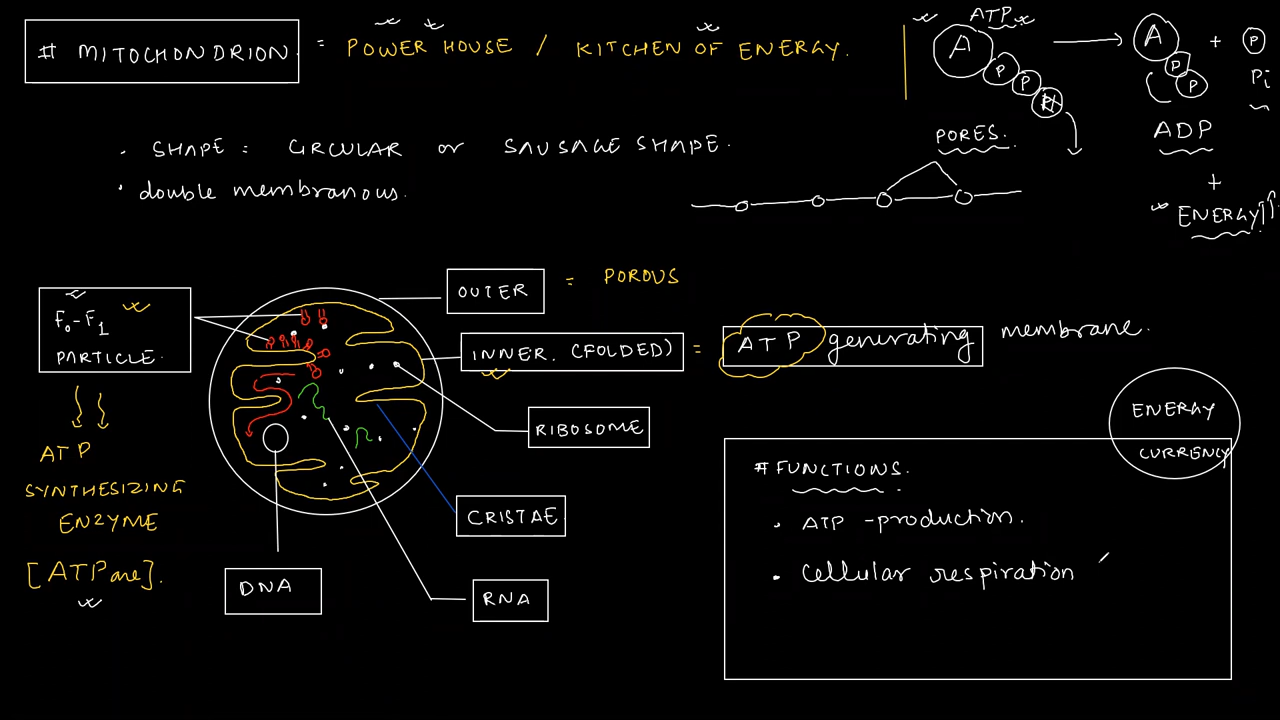 # MITOCHONDRION = POWER HOUSE / KITCHEN OF ENERGY.
ATP
A P P P → A P P + P
Pi
ADP
+
ENERGY↑↑
PORES.
· SHAPE = CIRCULAR or SAUSAGE SHAPE.
· double membranous.
OUTER = POROUS
F₀-F₁
PARTICLE.
INNER. (FOLDED) = ATP generating membrane.
RIBOSOME
CRISTAE
RNA
DNA
ATP
SYNTHESIZING
ENZYME
[ATPase].
ENERGY
CURRENCY
# FUNCTIONS.
· ATP -production.
· Cellular respiration